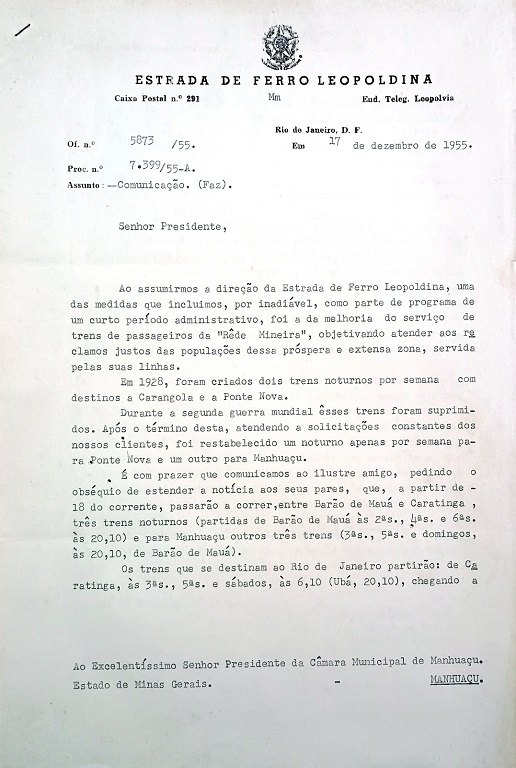 ESTRADA DE FERRO LEOPOLDINA
Caixa Postal n.º 291 Mm End. Teleg. Leopolvia
Rio de Janeiro, D. F.
Of. n.º 5873 /55. Em 17 de dezembro de 1955.
Proc. n.º 7.399/55-A.
Assunto :—Comunicação. (Faz).
Senhor Presidente,
Ao assumirmos a direção da Estrada de Ferro Leopoldina, uma
das medidas que incluimos, por inadiável, como parte de programa de
um curto período administrativo, foi a da melhoria do serviço de
trens de passageiros da "Rêde Mineira", objetivando atender aos re
clamos justos das populações dessa próspera e extensa zona, servida
pelas suas linhas.
Em 1928, foram criados dois trens noturnos por semana com
destinos a Carangola e a Ponte Nova.
Durante a segunda guerra mundial êsses trens foram suprimi-
dos. Após o término desta, atendendo a solicitações constantes dos
nossos clientes, foi restabelecido um noturno apenas por semana pa-
ra Ponte Nova e um outro para Manhuaçu.
É com prazer que comunicamos ao ilustre amigo, pedindo o
obséquio de estender a notícia aos seus pares, que, a partir de -
18 do corrente, passarão a correr,entre Barão de Mauá e Caratinga ,
três trens noturnos (partidas de Barão de Mauá às 2ªs., 4ªs. e 6ªs.
às 20,10) e para Manhuaçu outros três trens (3ªs., 5ªs. e domingos,
às 20,10, de Barão de Mauá).
Os trens que se destinam ao Rio de Janeiro partirão: de Ca
ratinga, às 3ªs., 5ªs. e sábados, às 6,10 (Ubá, 20,10), chegando a
Ao Excelentíssimo Senhor Presidente da Câmara Municipal de Manhuaçu.
Estado de Minas Gerais. - MANHUAÇU.